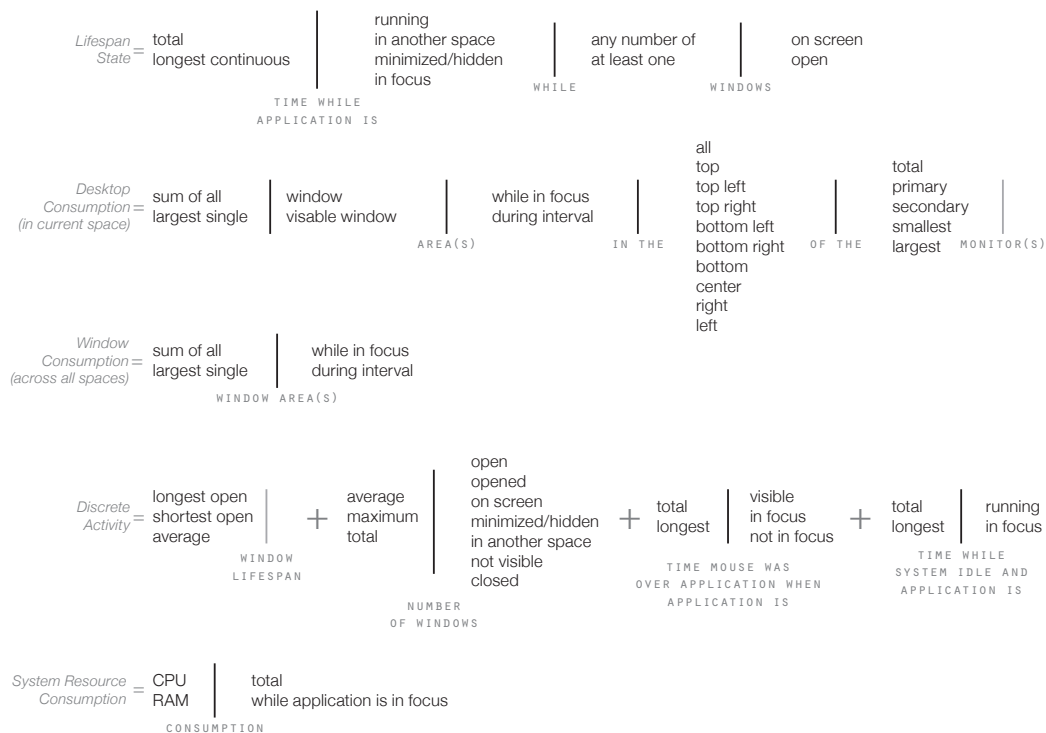 Lifespan
State =
total
longest continuous
TIME WHILE
APPLICATION IS
running
in another space
minimized/hidden
in focus
WHILE
any number of
at least one
WINDOWS
on screen
open
Desktop
Consumption =
(in current space)
sum of all
largest single
window
visable window
AREA(S)
while in focus
during interval
IN THE
all
top
top left
top right
bottom left
bottom right
bottom
center
right
left
OF THE
total
primary
secondary
smallest
largest
MONITOR(S)
Window
Consumption =
(across all spaces)
sum of all
largest single
WINDOW AREA(S)
while in focus
during interval
Discrete
Activity =
longest open
shortest open
average
WINDOW
LIFESPAN
+
average
maximum
total
NUMBER
OF WINDOWS
open
opened
on screen
minimized/hidden
in another space
not visible
closed
+
total
longest
TIME MOUSE WAS
OVER APPLICATION WHEN
APPLICATION IS
visible
in focus
not in focus
+
total
longest
TIME WHILE
SYSTEM IDLE AND
APPLICATION IS
running
in focus
System Resource
Consumption =
CPU
RAM
CONSUMPTION
total
while application is in focus